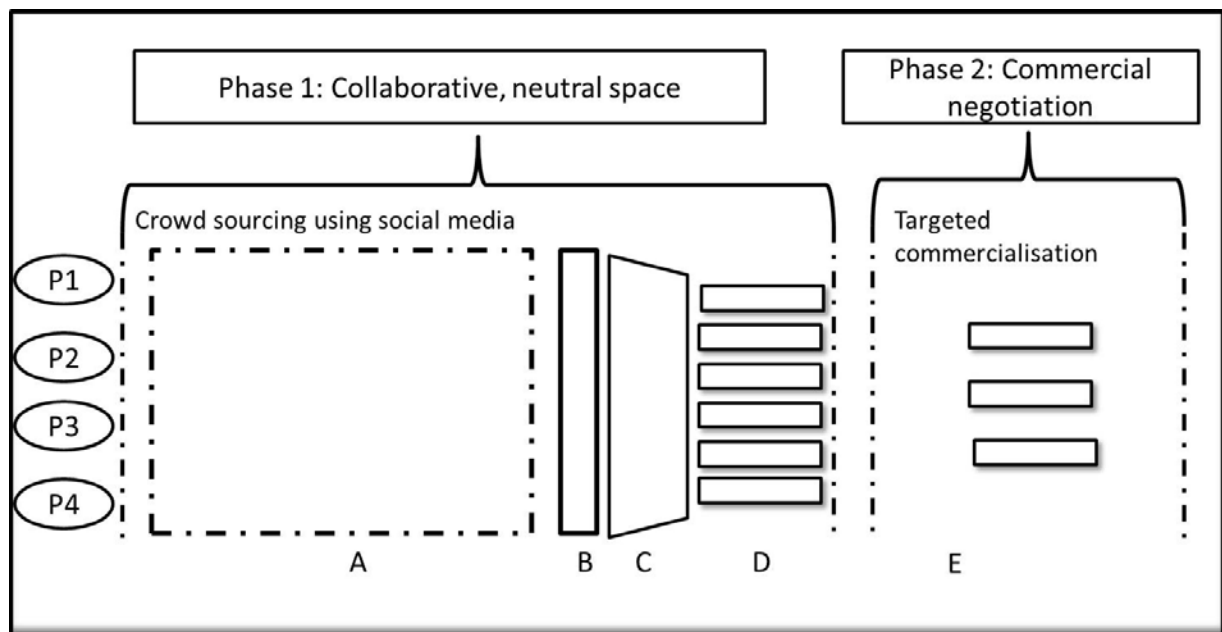 Phase 1: Collaborative, neutral space
Phase 2: Commercial
negotiation
Crowd sourcing using social media
Targeted
commercialisation
P1
P2
P3
P4
A
B
C
D
E